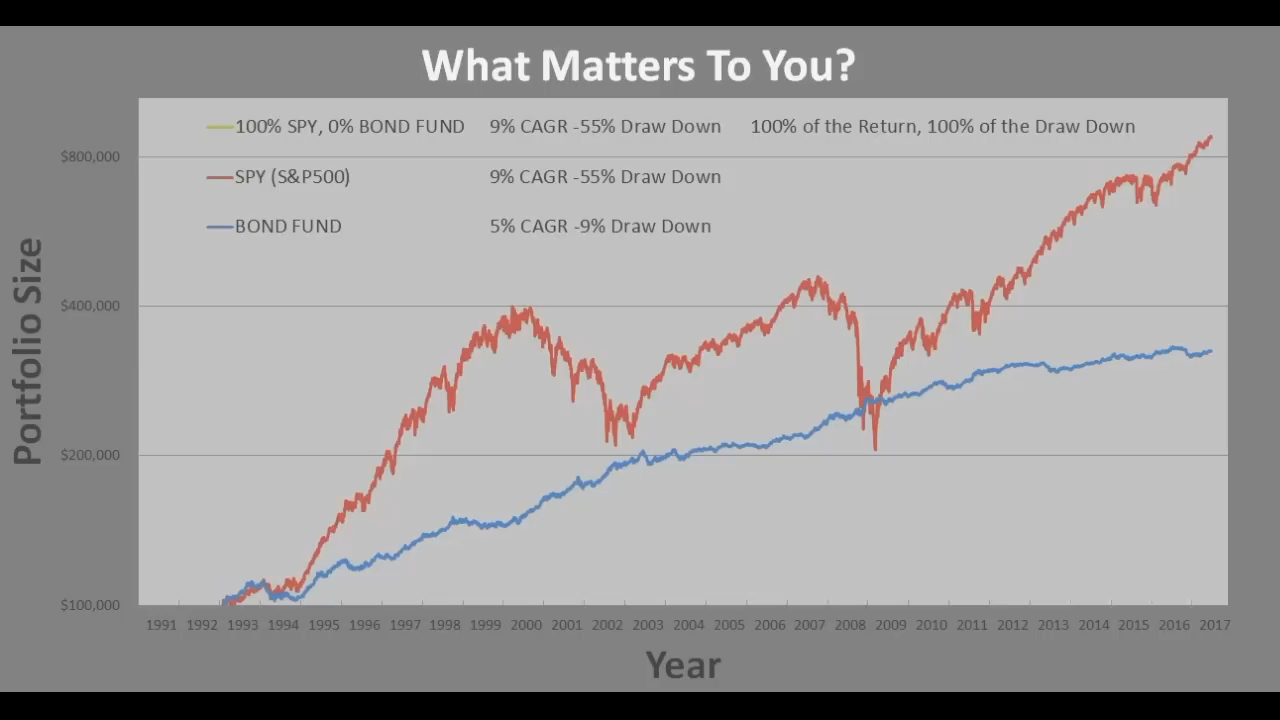 What Matters To You?
100% SPY, 0% BOND FUND 9% CAGR -55% Draw Down 100% of the Return, 100% of the Draw Down
SPY (S&P500) 9% CAGR -55% Draw Down
BOND FUND 5% CAGR -9% Draw Down
Portfolio Size
$800,000
$400,000
$200,000
$100,000
1991 1992 1993 1994 1995 1996 1997 1998 1999 2000 2001 2002 2003 2004 2005 2006 2007 2008 2009 2010 2011 2012 2013 2014 2015 2016 2017
Year